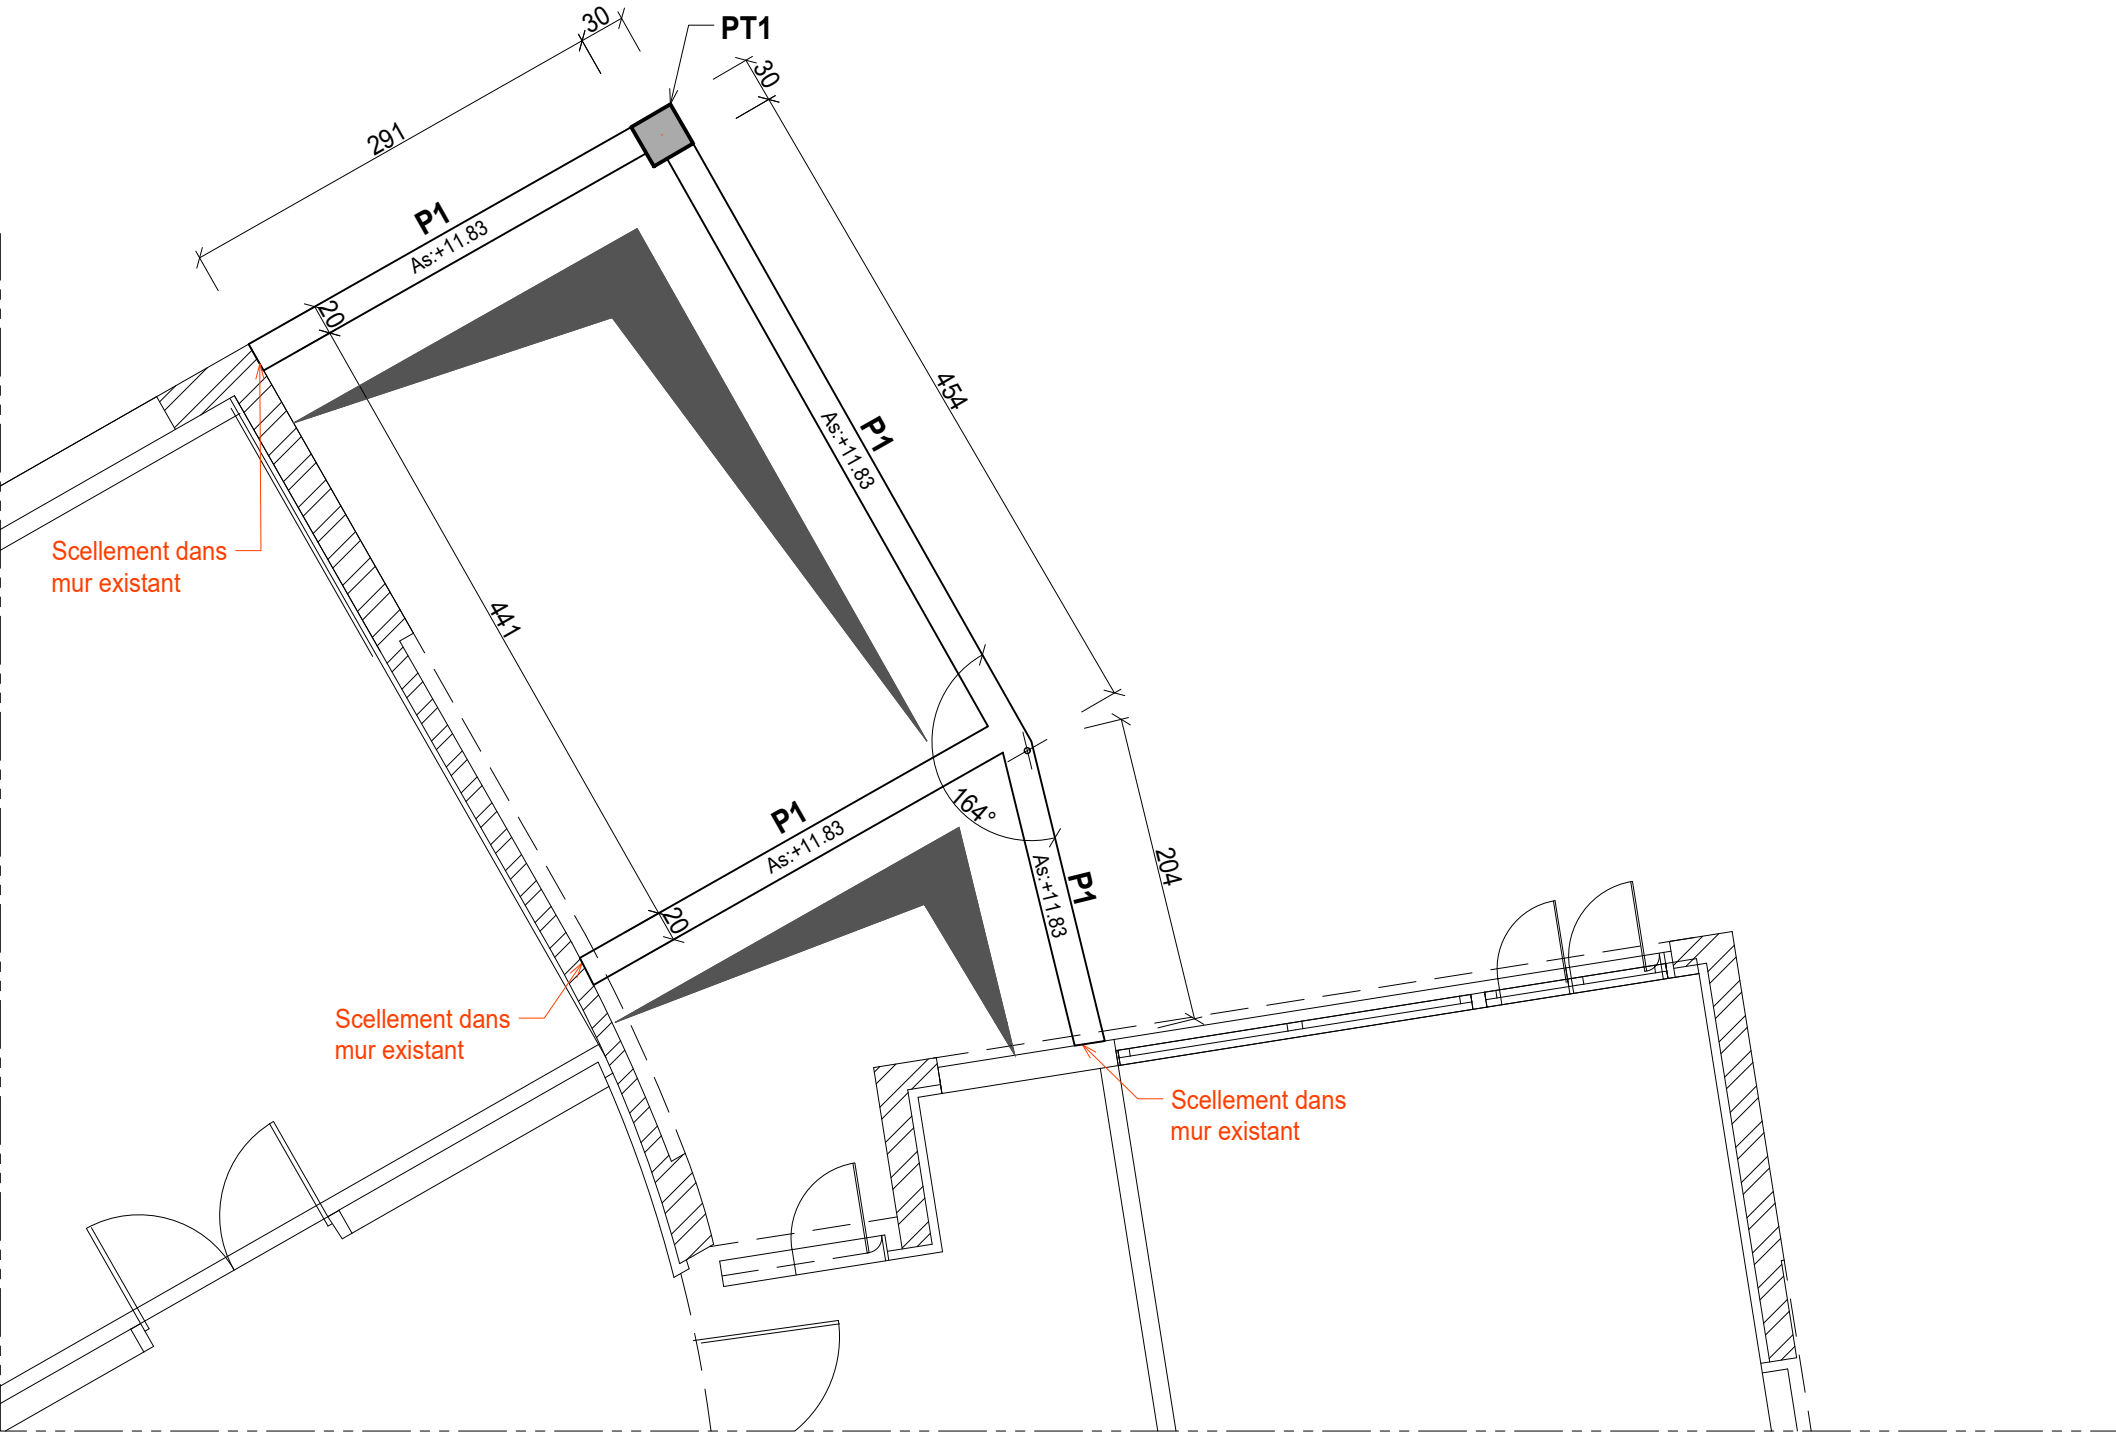 30
PT1
30
291
P1
As:+11.83
20
454
P1
As:+11.83
Scellement dans
mur existant
441
164°
P1
As:+11.83
204
P1
As:+11.83
20
Scellement dans
mur existant
Scellement dans
mur existant